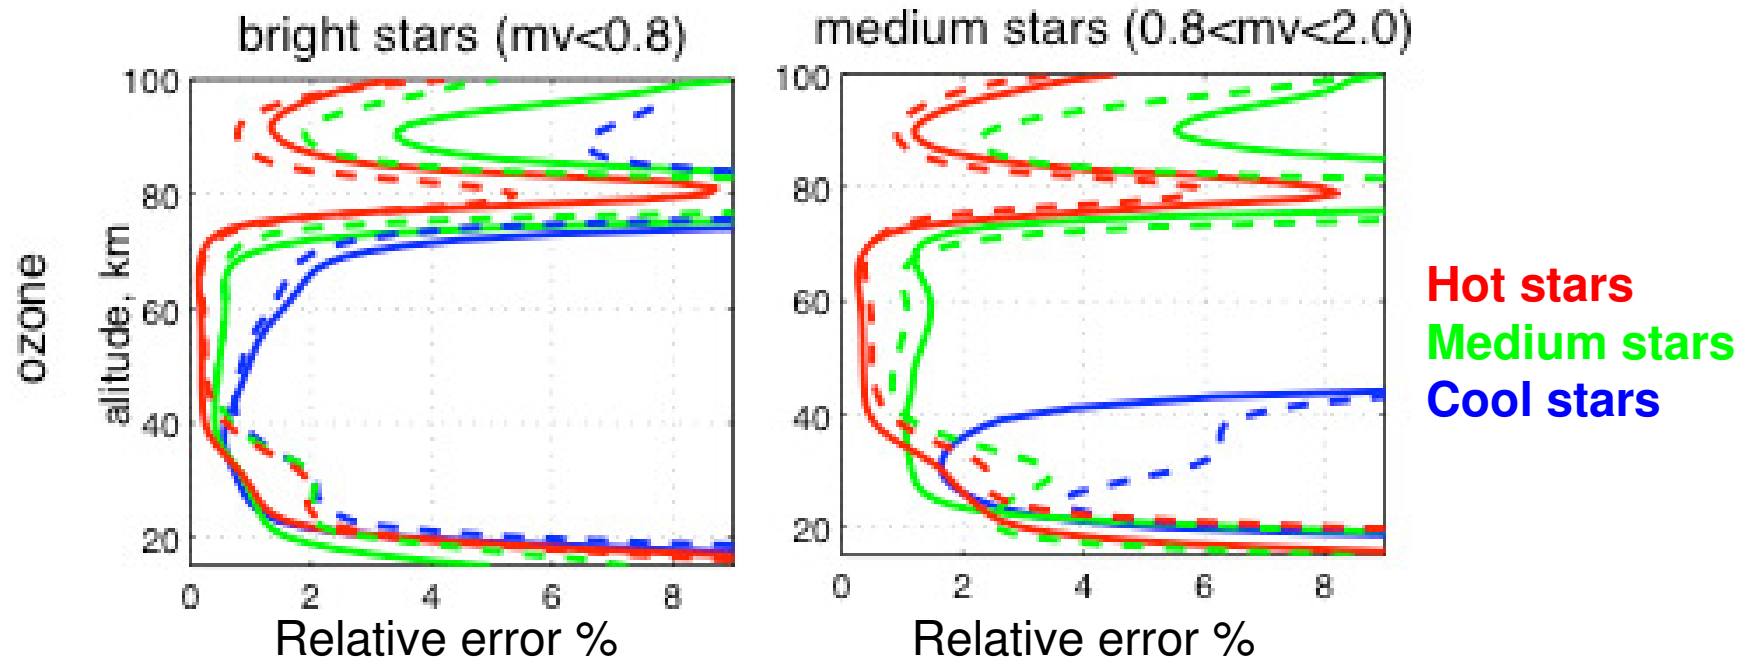 bright stars (mv<0.8)
medium stars (0.8<mv<2.0)
ozone
alitude, km
100
80
60
40
20
0 2 4 6 8
Relative error %
100
80
60
40
20
0 2 4 6 8
Relative error %
Hot stars
Medium stars
Cool stars